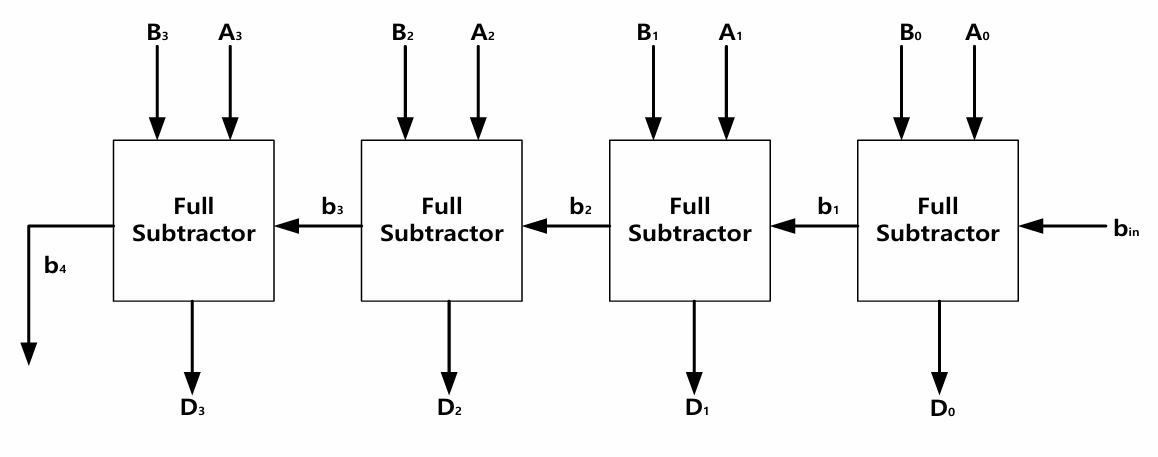 B₃ A₃ B₂ A₂ B₁ A₁ B₀ A₀
Full Subtractor
Full Subtractor
Full Subtractor
Full Subtractor
b₃ b₂ b₁ bin
b₄
D₃ D₂ D₁ D₀